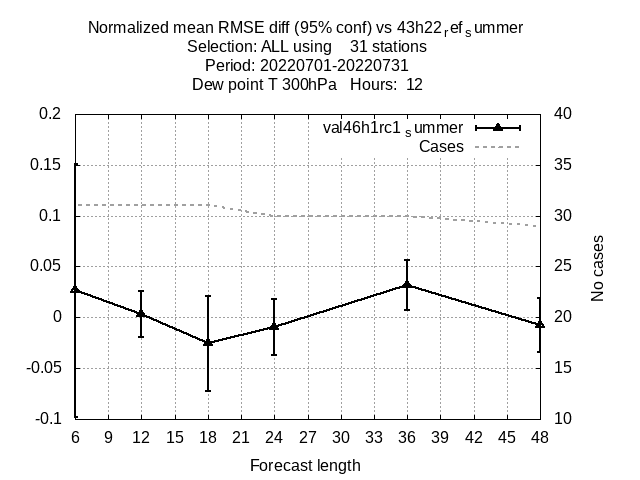 Normalized mean RMSE diff (95% conf) vs 43h22refsummer
Selection: ALL using 31 stations
Period: 20220701-20220731
Dew point T 300hPa Hours: 12
val46h1rc1summer
Cases
0.2
0.15
0.1
0.05
0
-0.05
-0.1
40
35
30
25
20
15
10
No cases
6 9 12 15 18 21 24 27 30 33 36 39 42 45 48
Forecast length